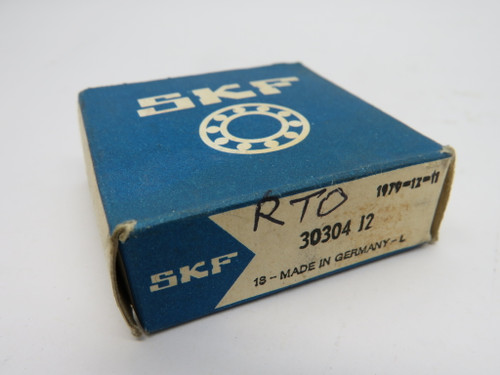 SKF
RTO
1979-12-11
30304 J2
SKF
18-MADE IN GERMANY-L